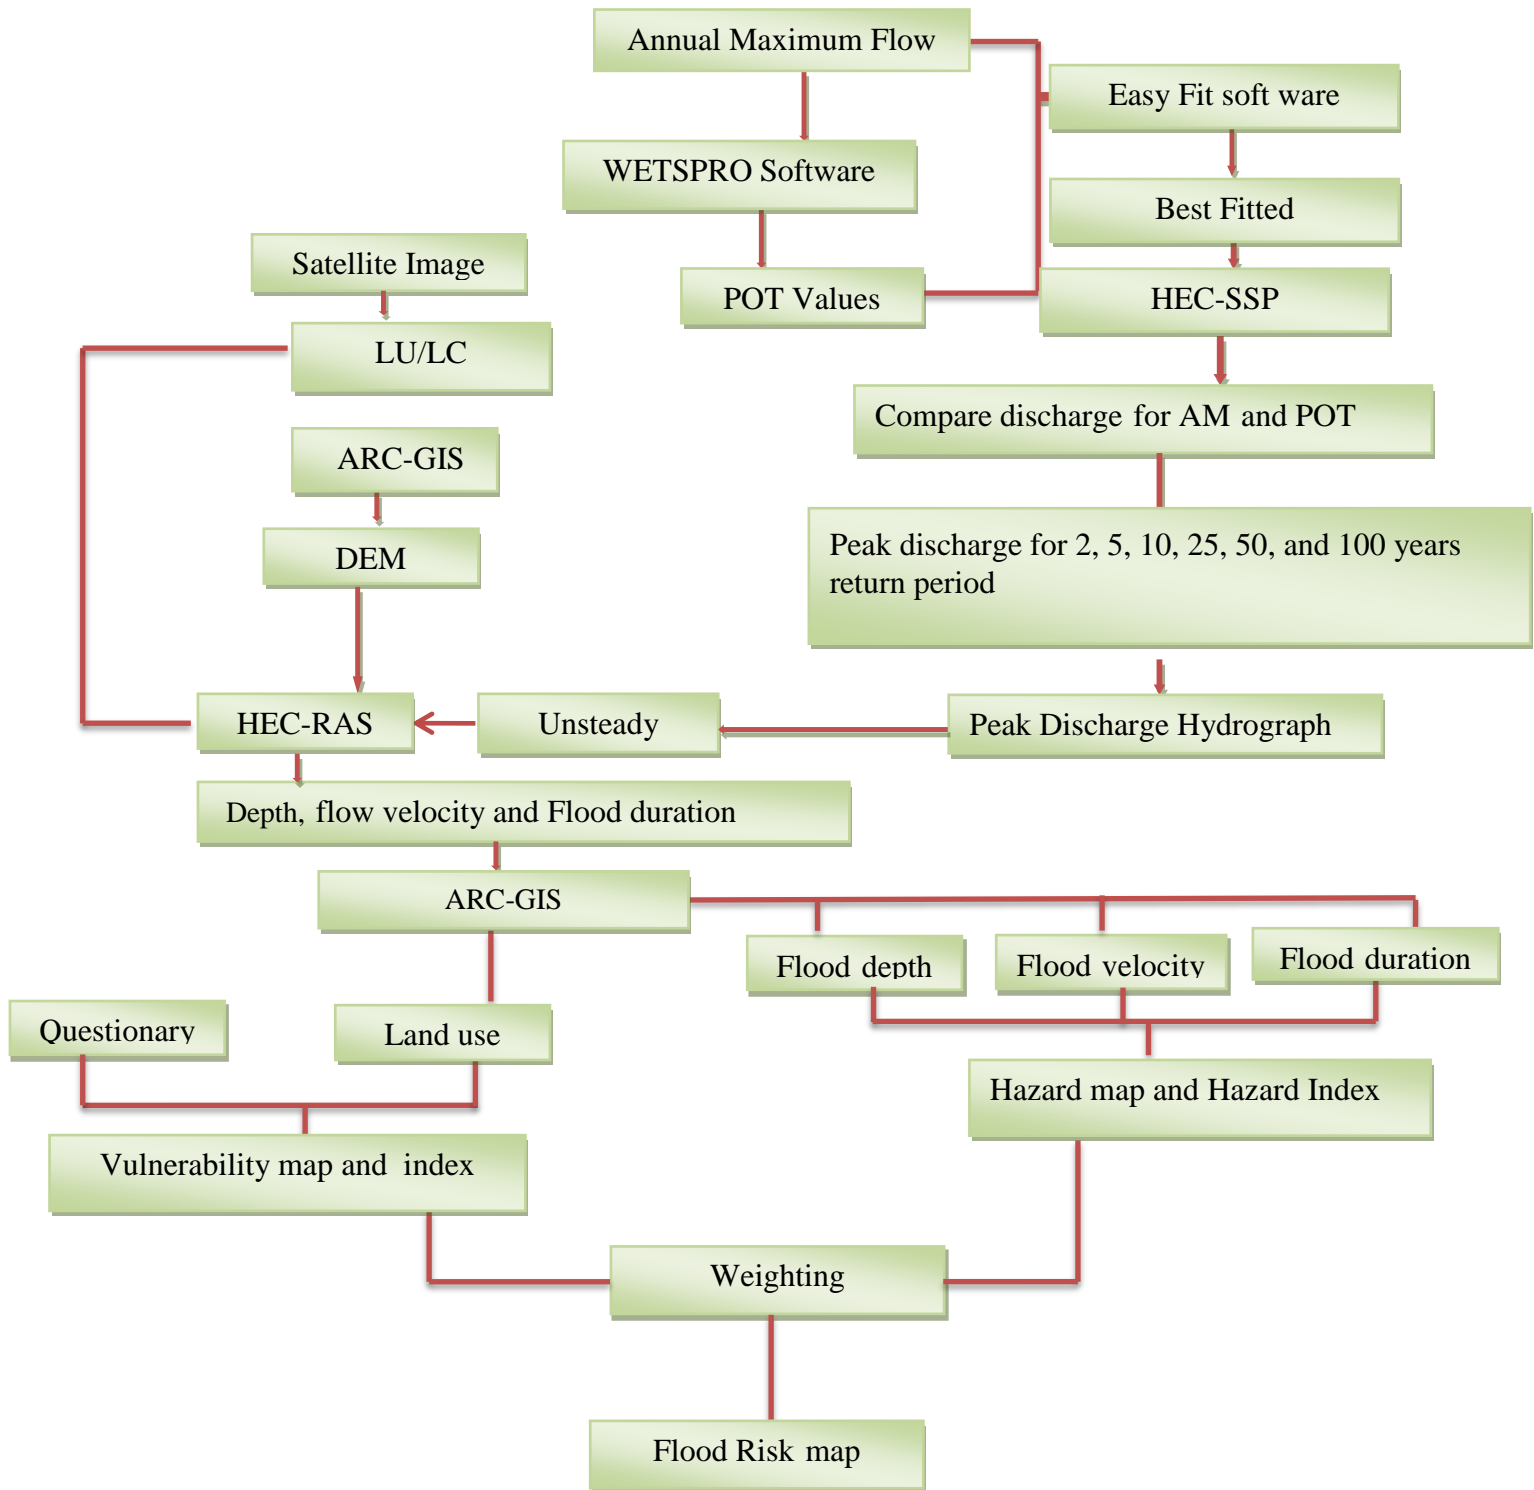 Annual Maximum Flow
Easy Fit soft ware
WETSPRO Software
Best Fitted
Satellite Image
POT Values
HEC-SSP
LU/LC
Compare discharge for AM and POT
ARC-GIS
DEM
Peak discharge for 2, 5, 10, 25, 50, and 100 years
return period
HEC-RAS
Unsteady
Peak Discharge Hydrograph
Depth, flow velocity and Flood duration
ARC-GIS
Flood depth
Flood velocity
Flood duration
Questionary
Land use
Hazard map and Hazard Index
Vulnerability map and index
Weighting
Flood Risk map